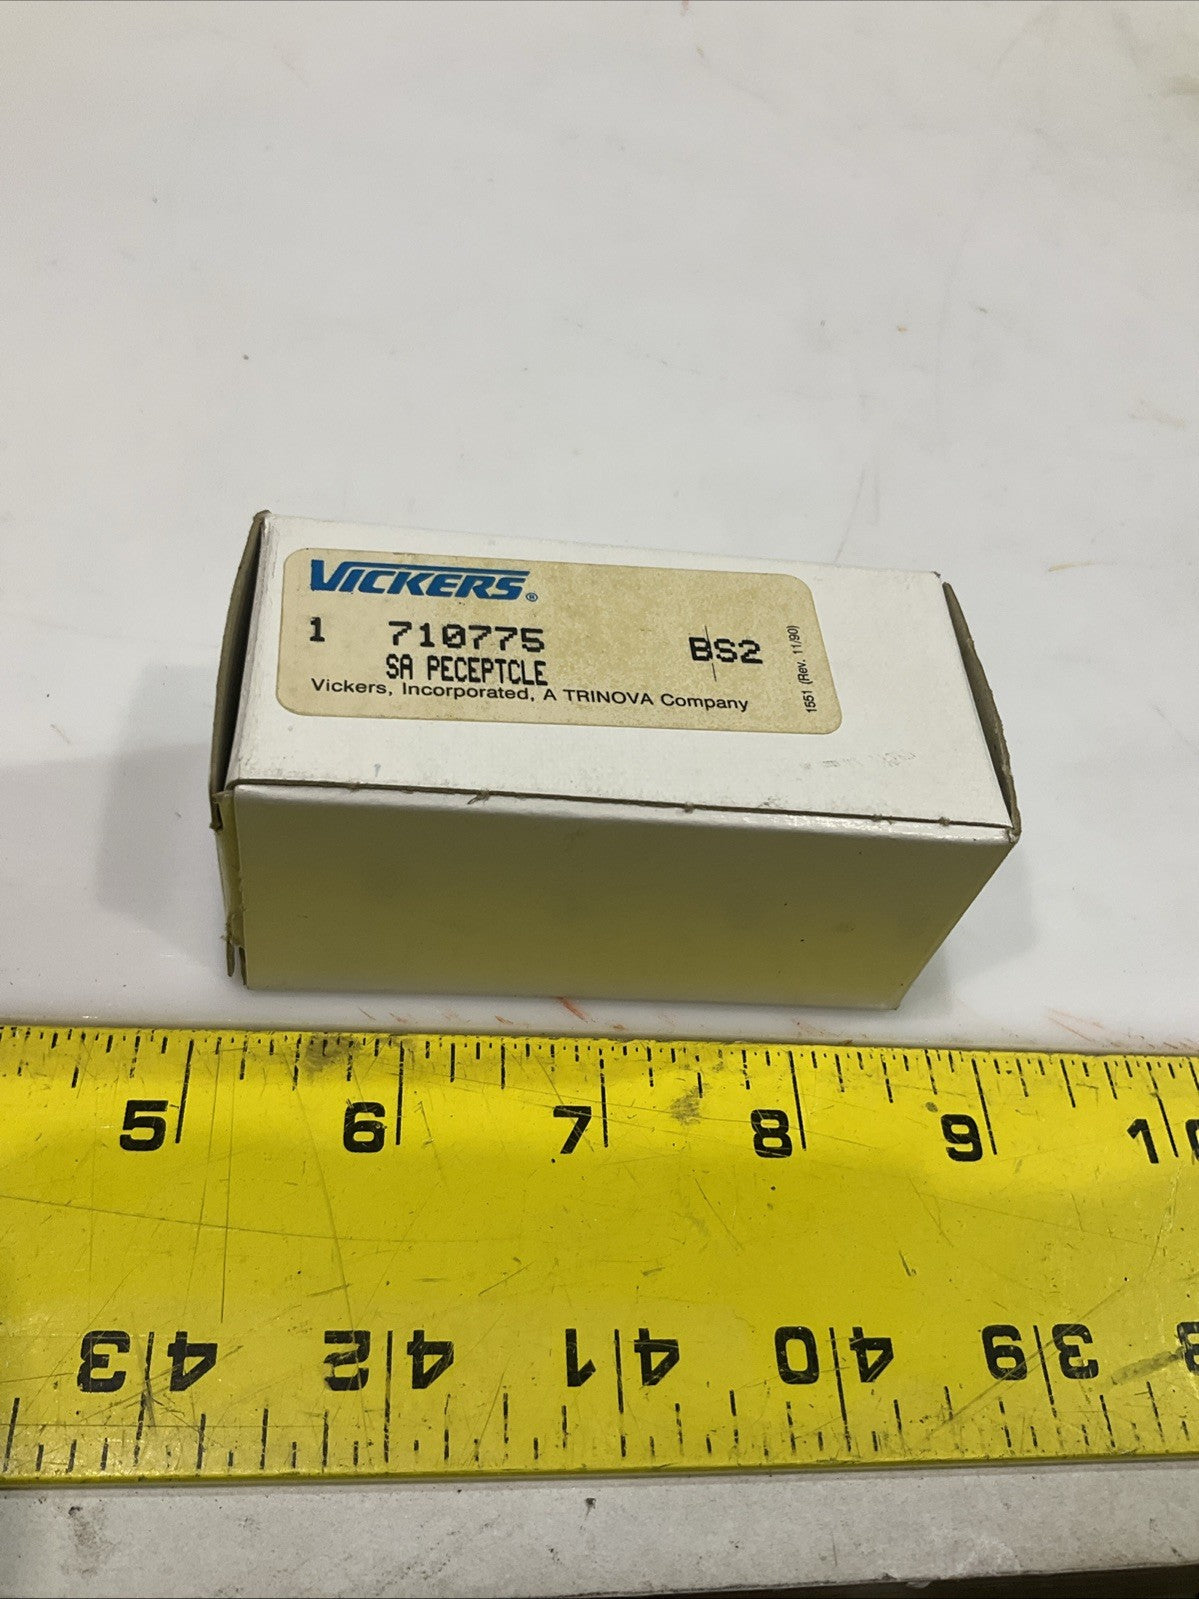 VICKERS®
1 710775 BS2
SA PECEPTCLE
Vickers, Incorporated, A TRINOVA Company
1551 (Rev. 11/90)
5 6 7 8 9 10
43 42 41 40 39